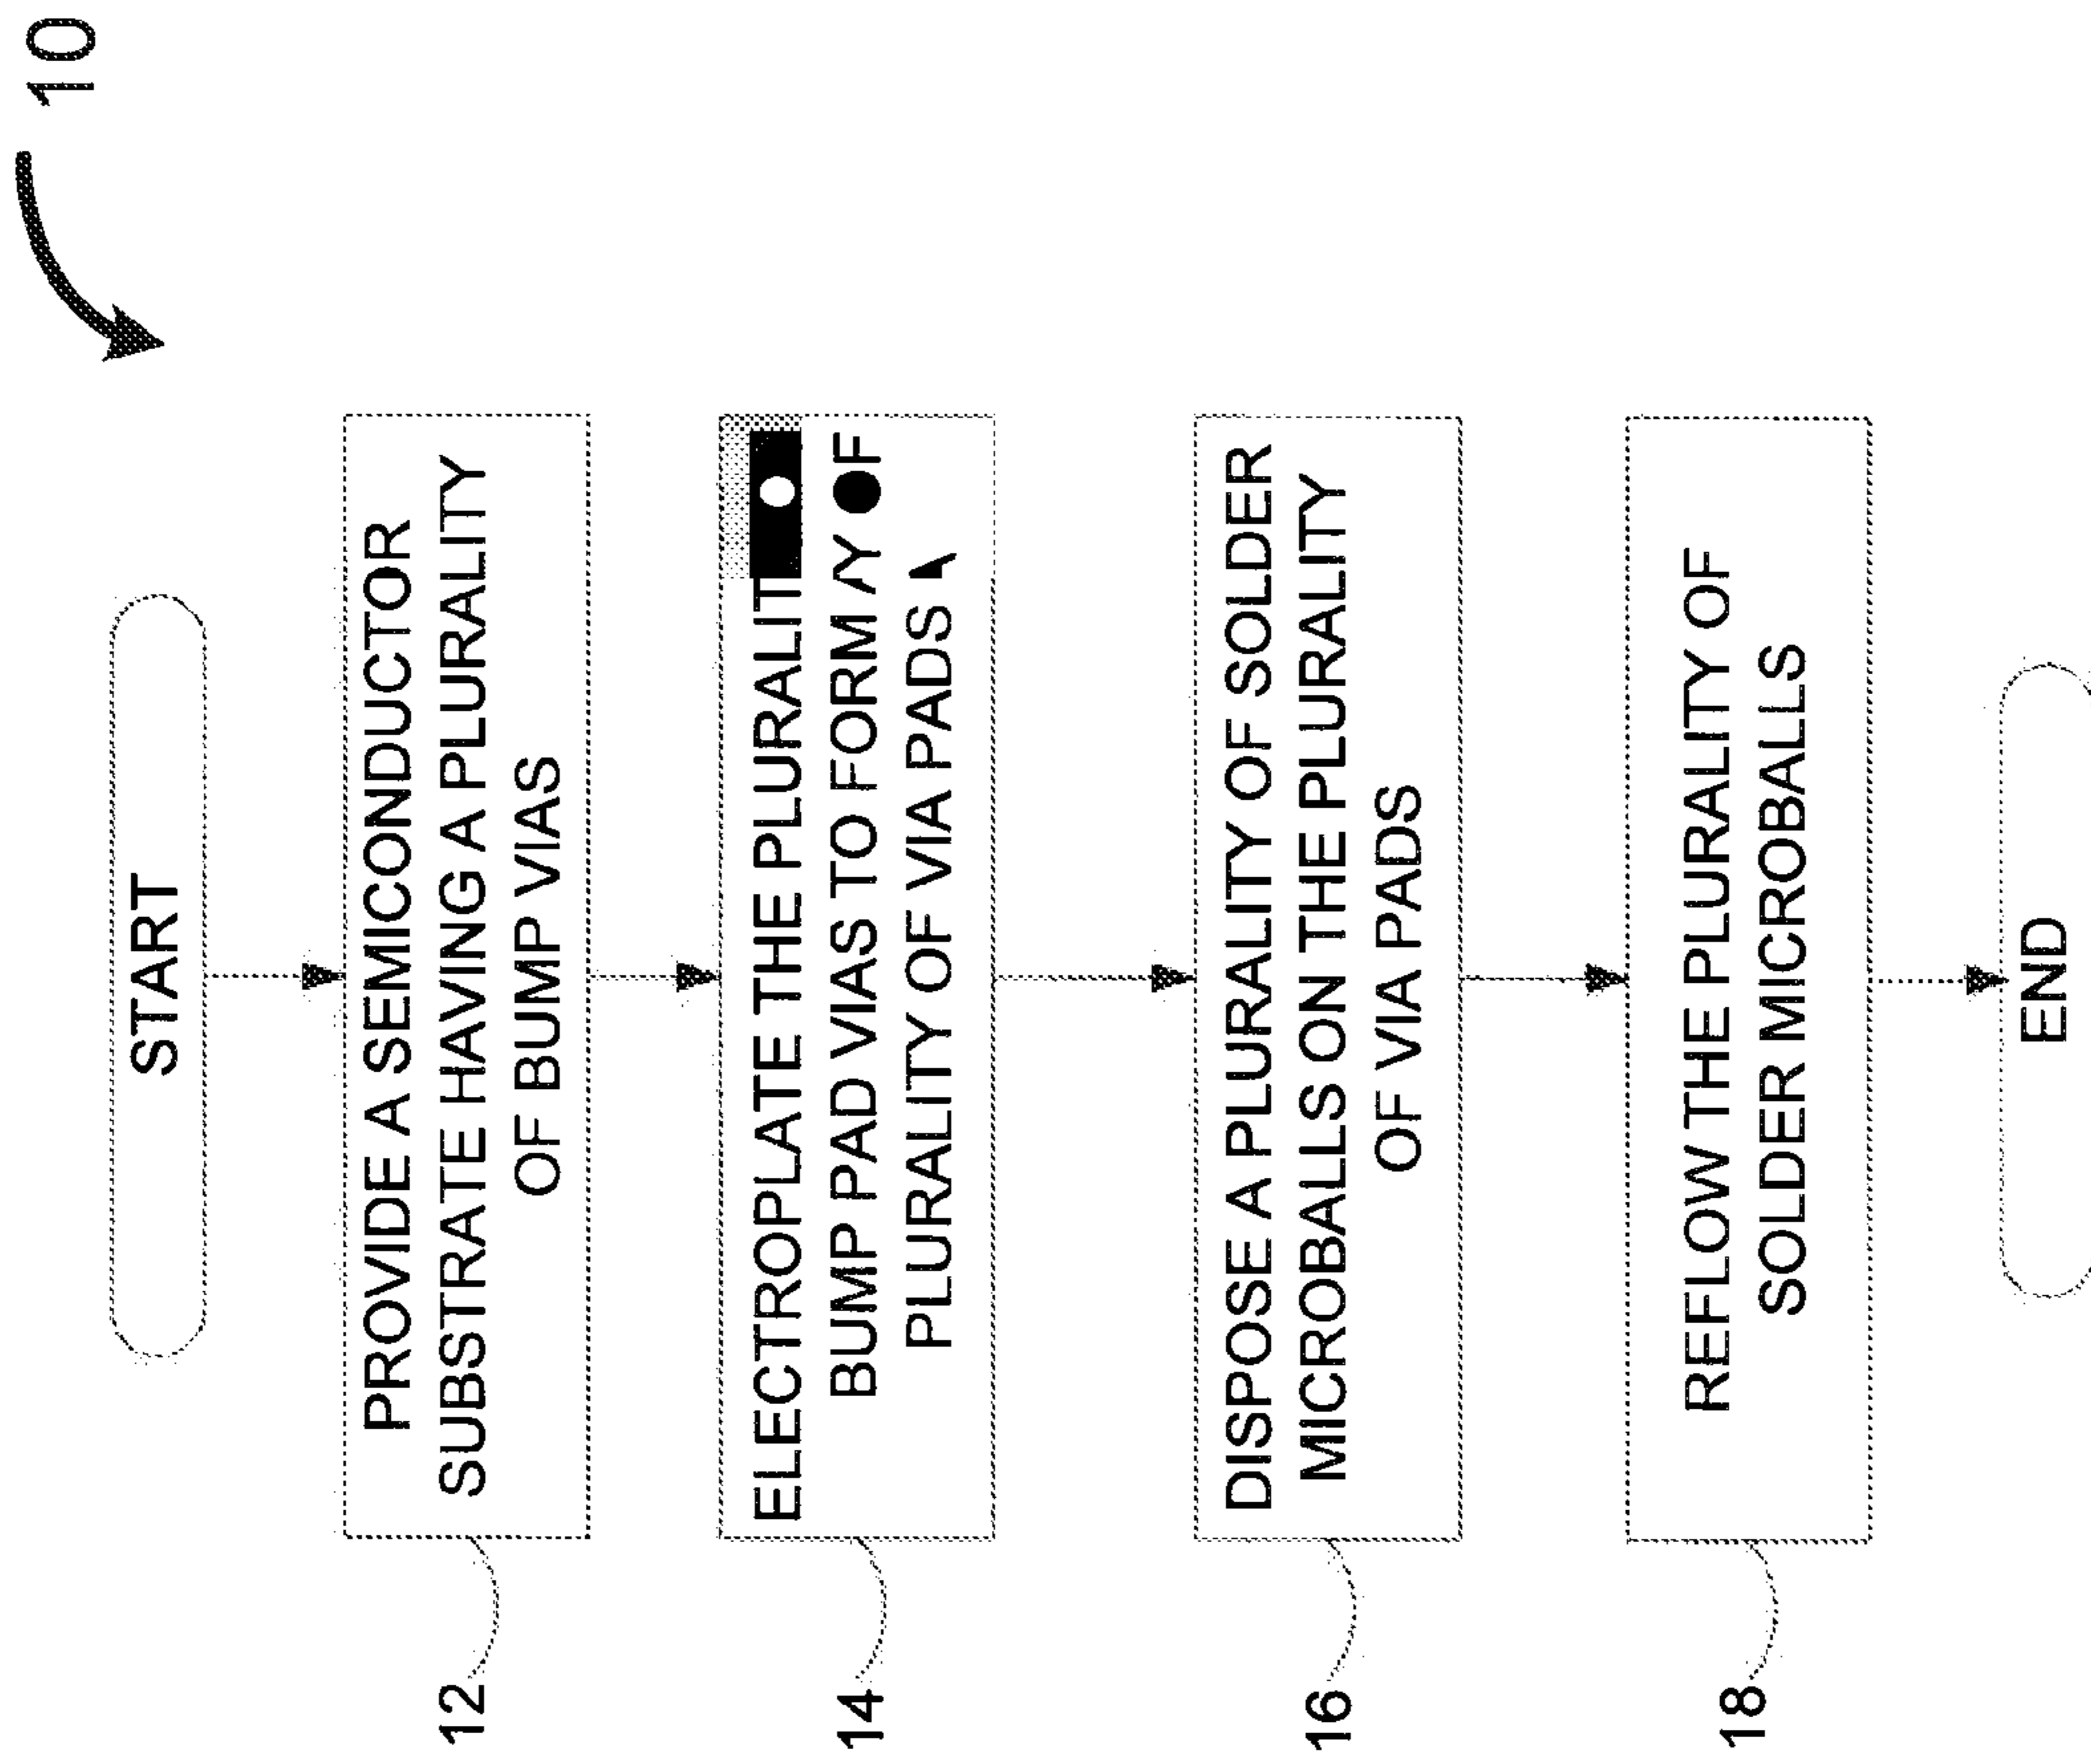 10
START
12
PROVIDE A SEMICONDUCTOR
SUBSTRATE HAVING A PLURALITY
OF BUMP VIAS
14
ELECTROPLATE THE
BUMP PAD VIAS TO FORM OF
PLURALITY OF VIA PADS
16
DISPOSE A PLURALITY OF SOLDER
MICROBALLS ON THE PLURALITY
OF VIA PADS
18
REFLOW THE PLURALITY OF
SOLDER MICROBALLS
END